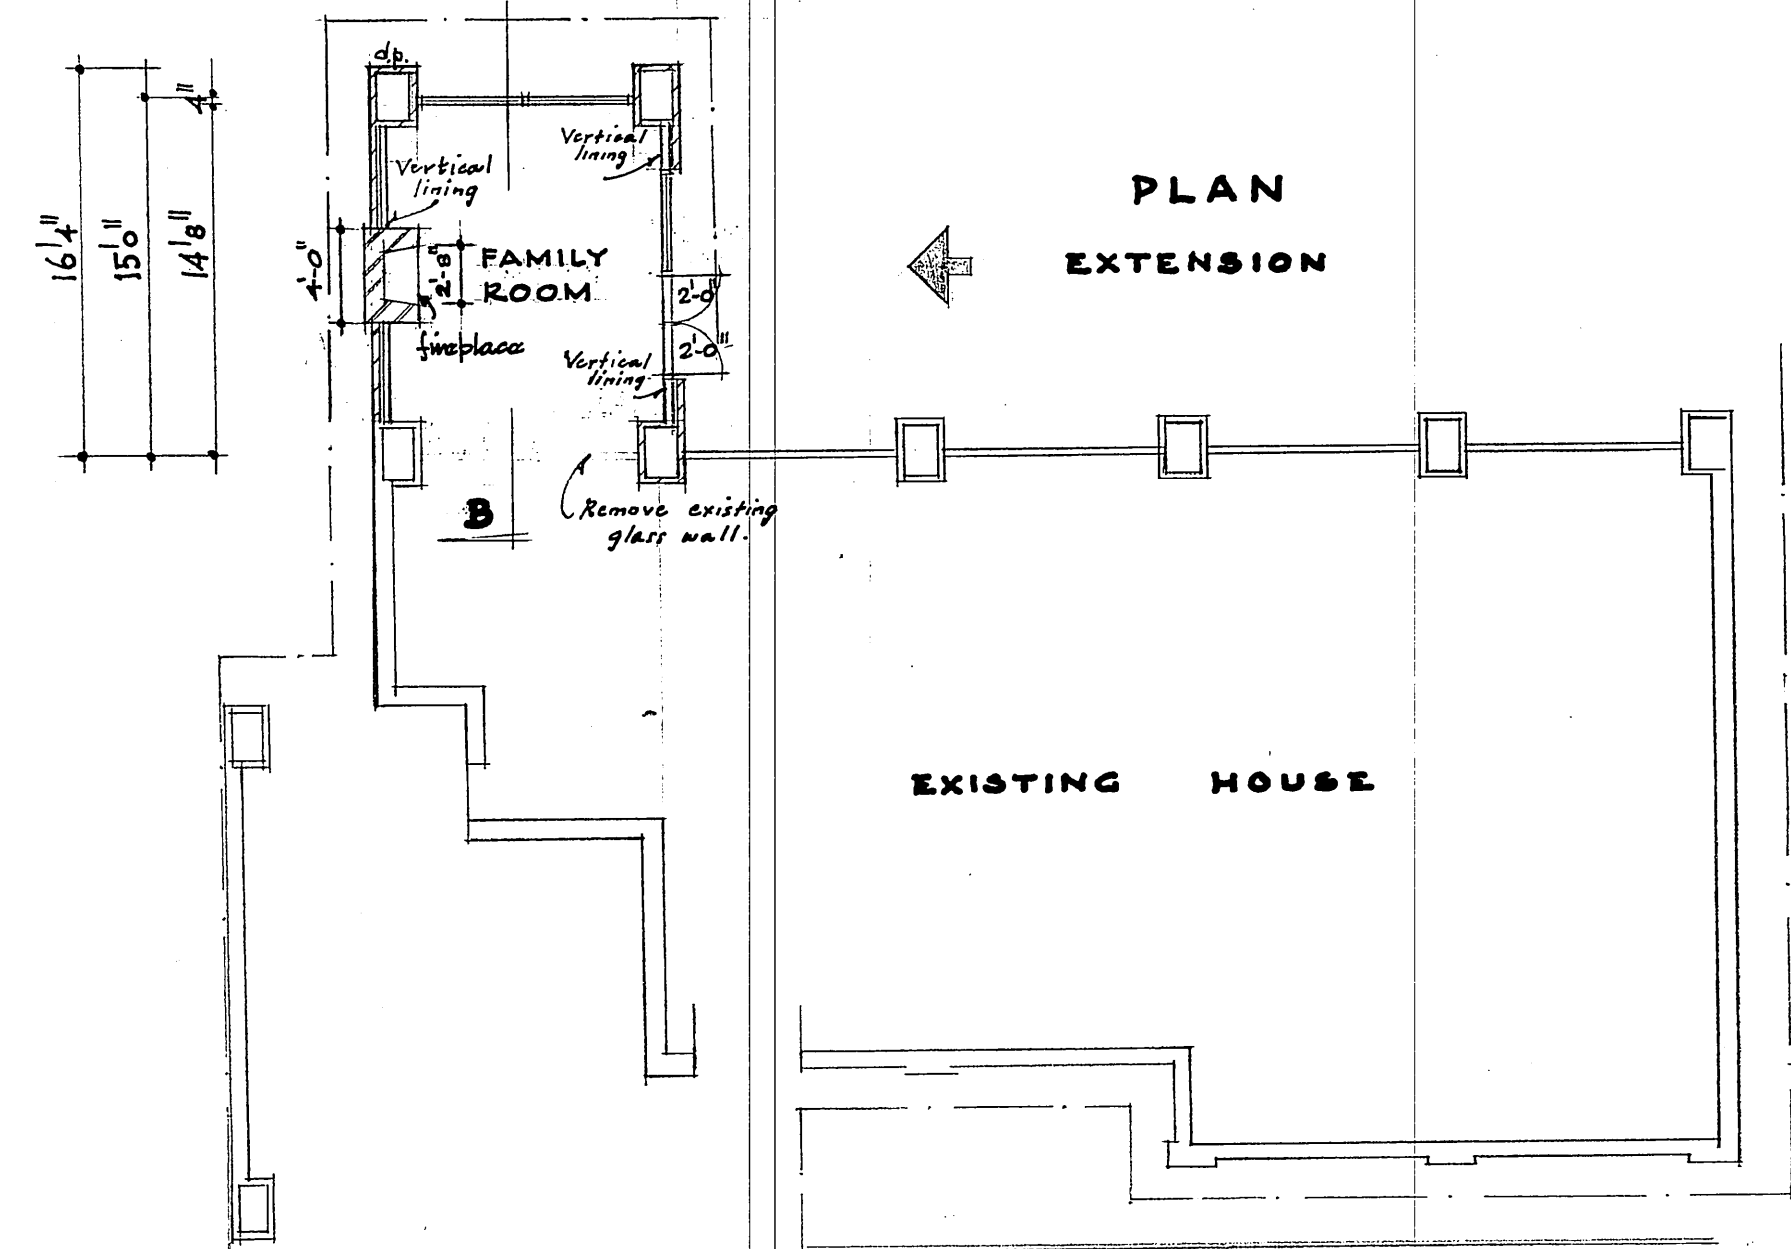 d.p.
4"
Vertical
lining
Vertical
lining
PLAN
EXTENSION
16'4"
15'0"
14'8"
4'-0"
2'-8"
FAMILY
ROOM
2'-0"
2'-0"
fireplace
Vertical
lining
B
Remove existing
glass wall.
EXISTING HOUSE